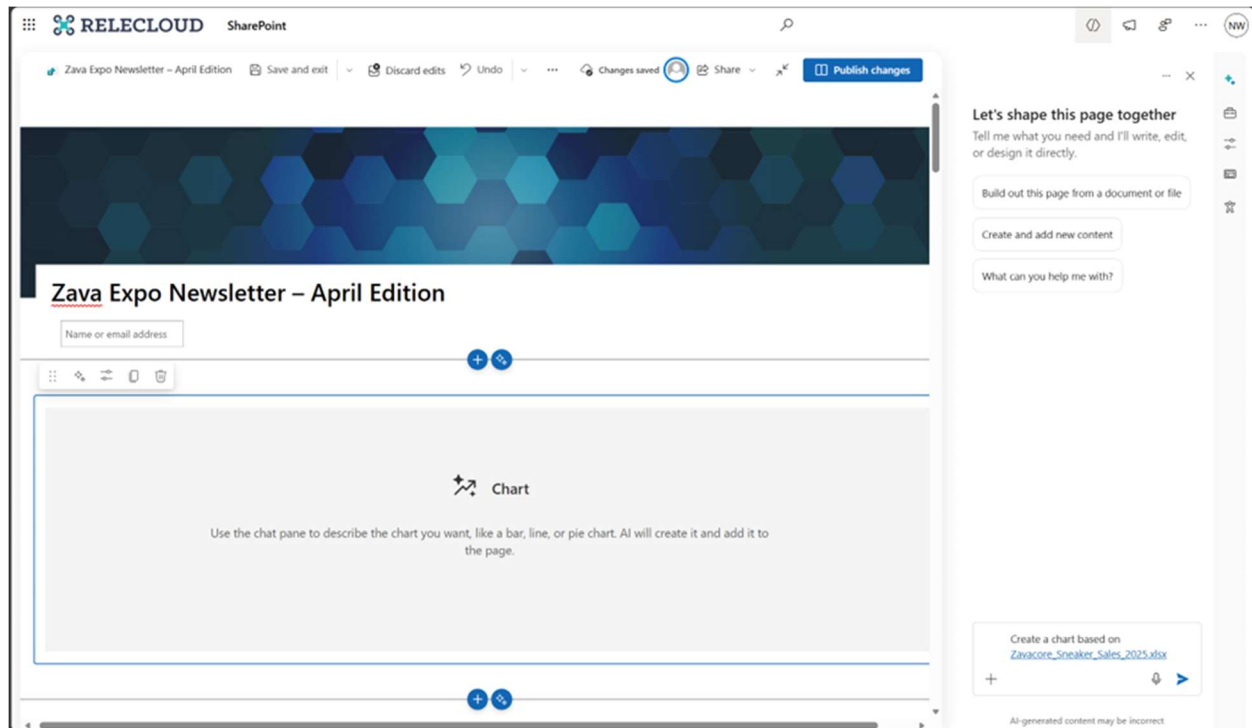 RELECLOUD SharePoint
NW
Zava Expo Newsletter – April Edition Save and exit Discard edits Undo Changes saved Share Publish changes
Let's shape this page together
Tell me what you need and I'll write, edit,
or design it directly.
Build out this page from a document or file
Create and add new content
What can you help me with?
Zava Expo Newsletter – April Edition
Name or email address
Chart
Use the chat pane to describe the chart you want, like a bar, line, or pie chart. AI will create it and add it to
the page.
Create a chart based on
Zavacore_Sneaker_Sales_2025.xlsx
AI-generated content may be incorrect